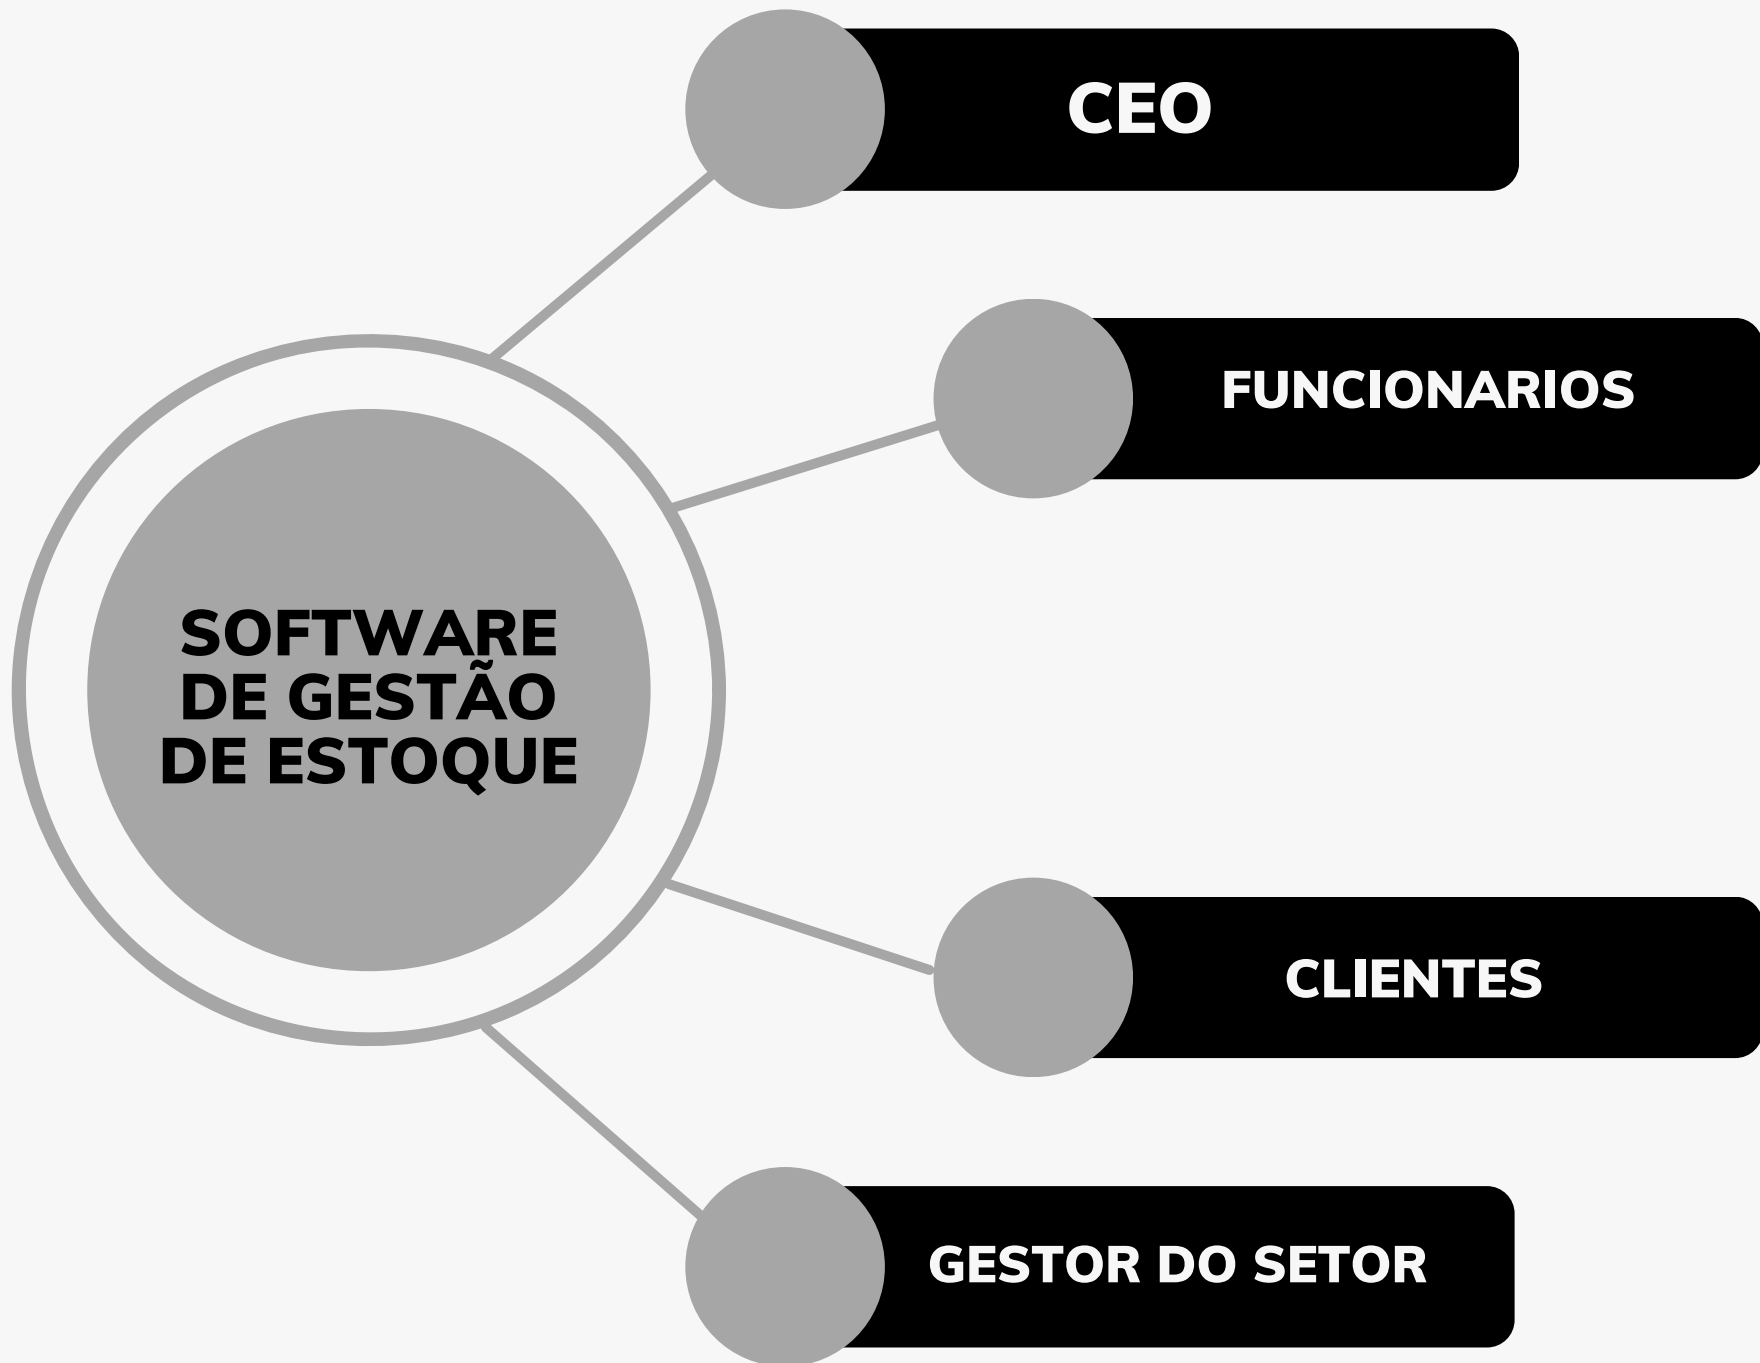 CEO
FUNCIONARIOS
SOFTWARE
DE GESTÃO
DE ESTOQUE
CLIENTES
GESTOR DO SETOR